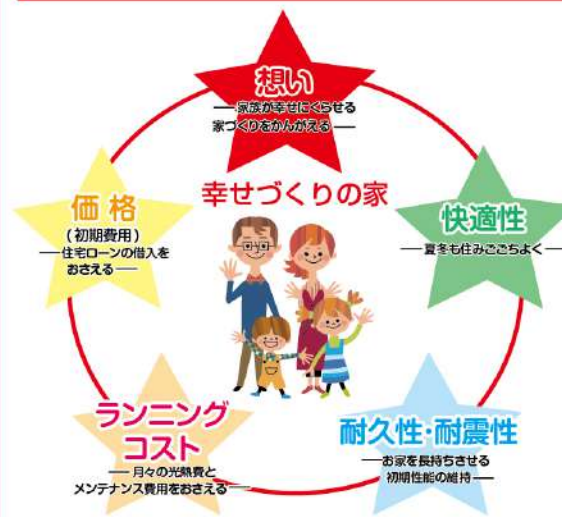 想い
―家族が幸せにくらせる
家づくりをかんがえる―
幸せづくりの家
価格
(初期費用)
―住宅ローンの借入を
おさえる―
快適性
―夏冬も住みごこちよく―
ランニング
コスト
―月々の光熱費と
メンテナンス費用をおさえる―
耐久性・耐震性
―お家を長持ちさせる
初期性能の維持―